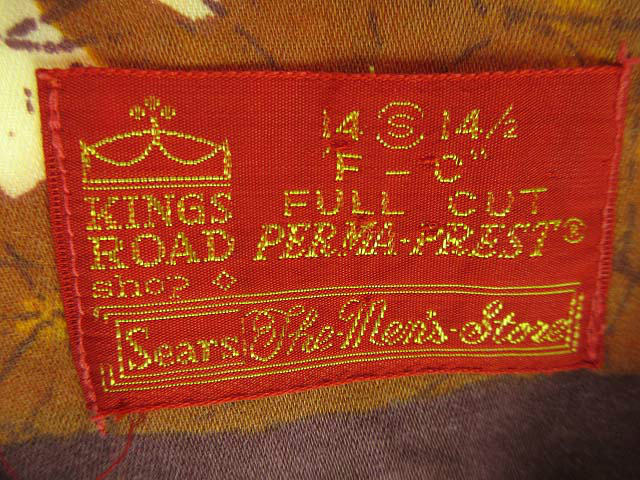 14 S 14½
"F - C"
FULL CUT
PERMA-PREST®
KINGS
ROAD
shop
Sears The Men's-Store